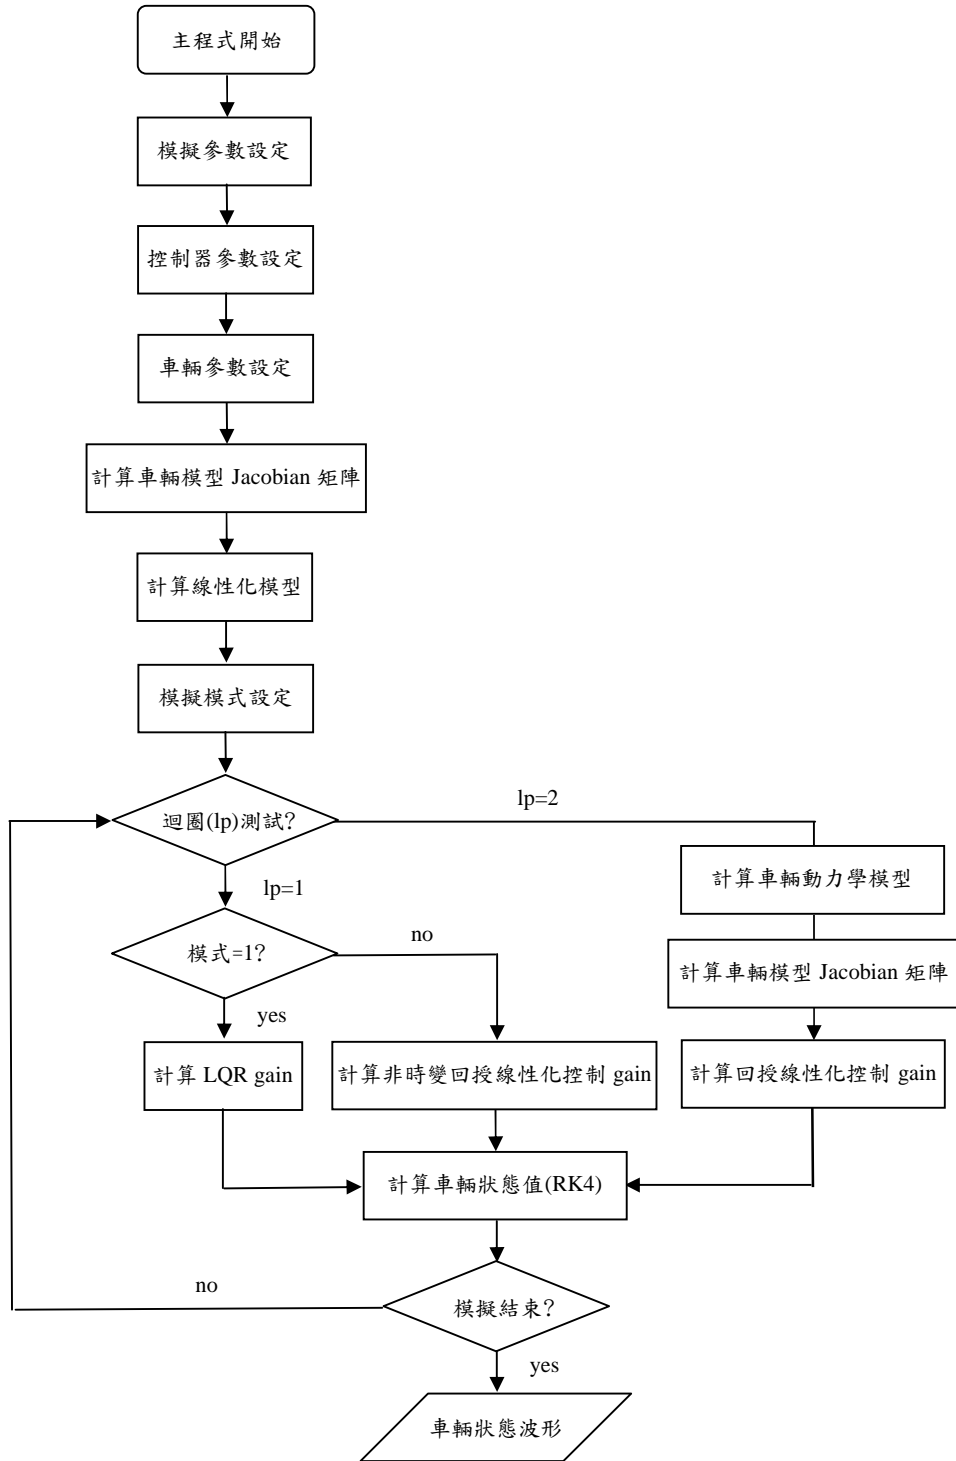 主程式開始
模擬參數設定
控制器參數設定
車輛參數設定
計算車輛模型 Jacobian 矩陣
計算線性化模型
模擬模式設定
迴圈(lp)測試?
lp=2
計算車輛動力學模型
lp=1
模式=1?
no
計算車輛模型 Jacobian 矩陣
yes
計算 LQR gain
計算非時變回授線性化控制 gain
計算回授線性化控制 gain
計算車輛狀態值(RK4)
no
模擬結束?
yes
車輛狀態波形